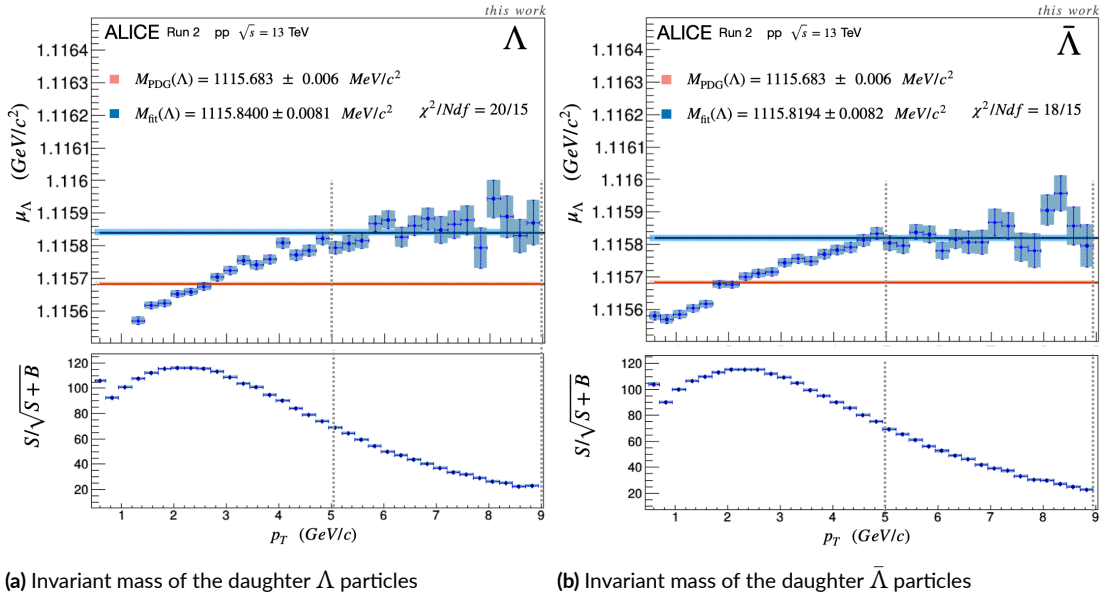 this work
ALICE Run 2 pp √s = 13 TeV Λ
M_PDG(Λ) = 1115.683 ± 0.006 MeV/c²
M_fit(Λ) = 1115.8400 ± 0.0081 MeV/c² χ²/Ndf = 20/15
μ_Λ (GeV/c²)
1.1164
1.1163
1.1162
1.1161
1.116
1.1159
1.1158
1.1157
1.1156
S/√S + B
120
100
80
60
40
20
1 2 3 4 5 6 7 8 9
p_T (GeV/c)
(a) Invariant mass of the daughter Λ particles
this work
ALICE Run 2 pp √s = 13 TeV Λ̄
M_PDG(Λ) = 1115.683 ± 0.006 MeV/c²
M_fit(Λ) = 1115.8194 ± 0.0082 MeV/c² χ²/Ndf = 18/15
μ_Λ (GeV/c²)
1.1164
1.1163
1.1162
1.1161
1.116
1.1159
1.1158
1.1157
1.1156
S/√S + B
120
100
80
60
40
20
1 2 3 4 5 6 7 8 9
p_T (GeV/c)
(b) Invariant mass of the daughter Λ̄ particles